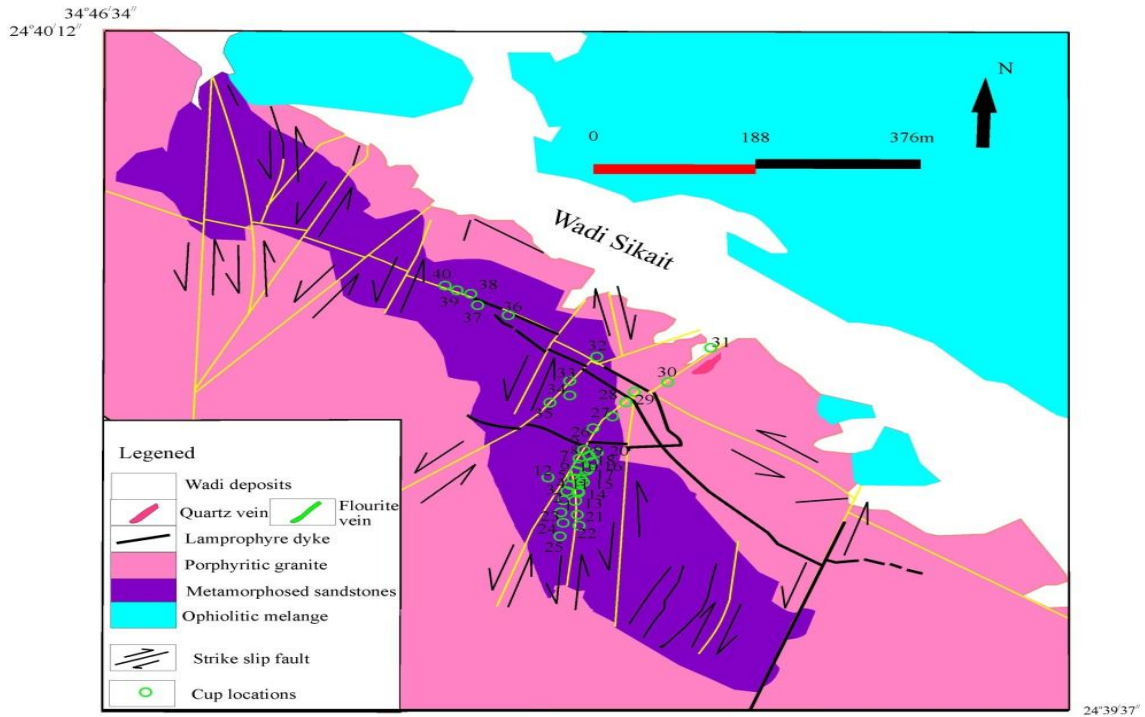 34°46′34″
24°40′12″
N
0 188 376m
Wadi Sikait
40
39
38
37
36
32
33
34
35
31
30
29
28
27
26
20
12
16
15
14
13
21
22
24
25
Legened
Wadi deposits
Quartz vein
Flourite
vein
Lamprophyre dyke
Porphyritic granite
Metamorphosed sandstones
Ophiolitic melange
Strike slip fault
Cup locations
24°39′37″